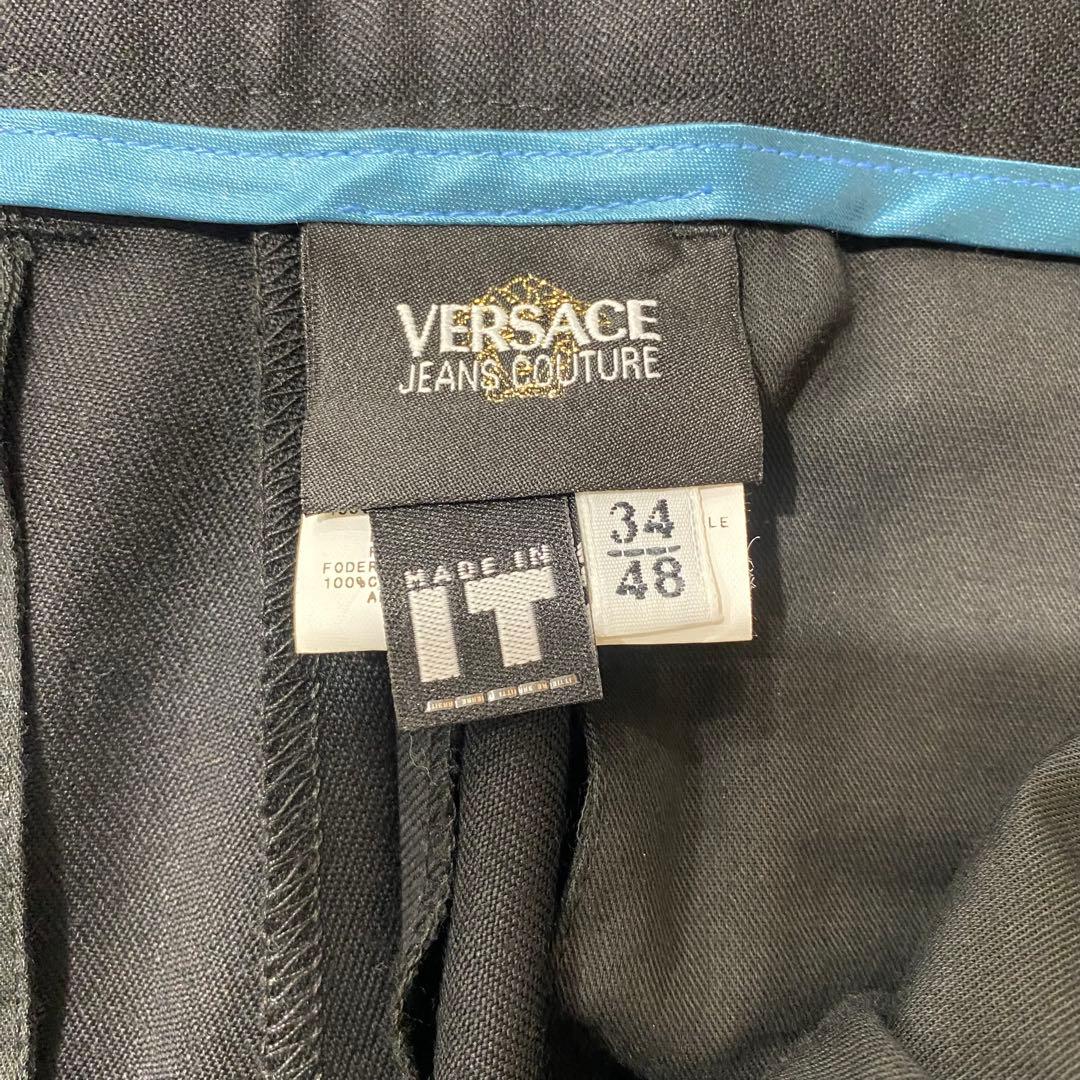 VERSACE
JEANS COUTURE
34
48
LE
FODER
100%C
A
MADE IN
IT